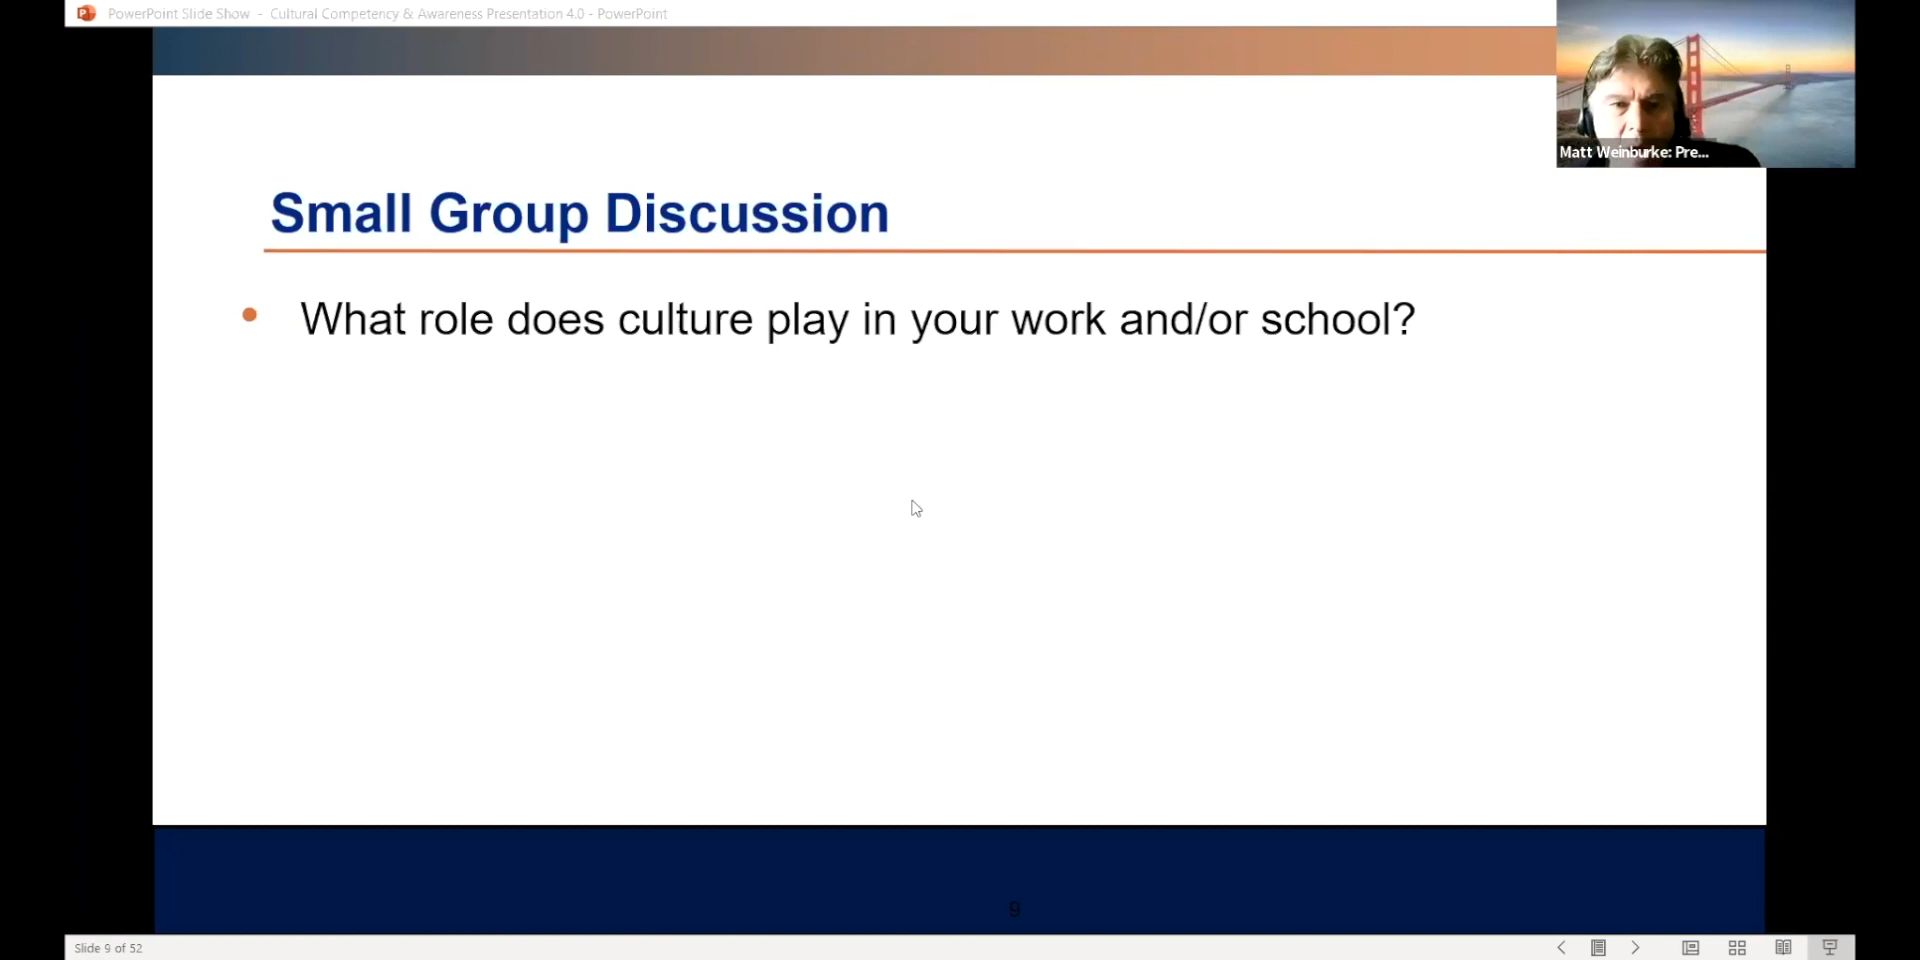 PowerPoint Slide Show - Cultural Competency & Awareness Presentation 4.0 - PowerPoint
Matt Weinburke: Pre...
Small Group Discussion
• What role does culture play in your work and/or school?
9
Slide 9 of 52